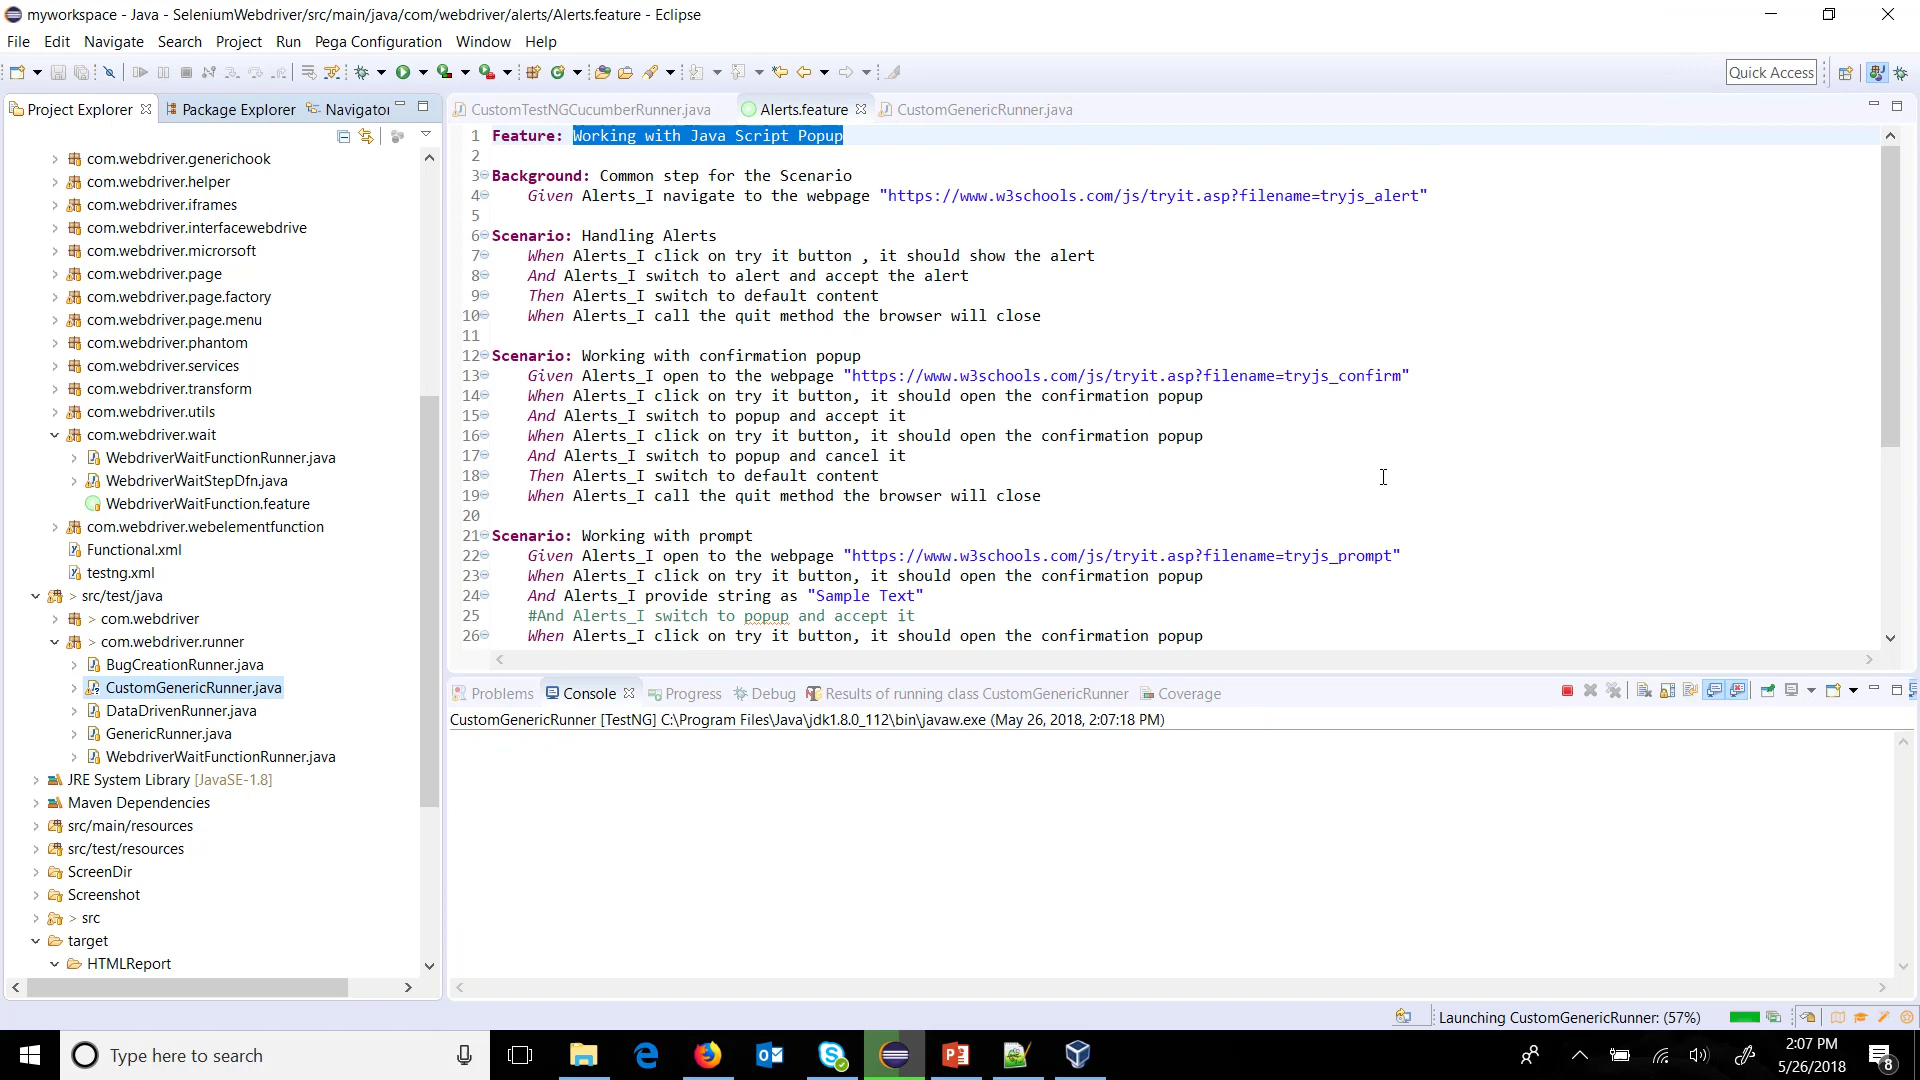 myworkspace - Java - SeleniumWebdriver/src/main/java/com/webdriver/alerts/Alerts.feature - Eclipse
File Edit Navigate Search Project Run Pega Configuration Window Help
Quick Access
Project Explorer Package Explorer Navigator
CustomTestNGCucumberRunner.java Alerts.feature CustomGenericRunner.java
com.webdriver.generichook
com.webdriver.helper
com.webdriver.iframes
com.webdriver.interfacewebdrive
com.webdriver.microrsoft
com.webdriver.page
com.webdriver.page.factory
com.webdriver.page.menu
com.webdriver.phantom
com.webdriver.services
com.webdriver.transform
com.webdriver.utils
com.webdriver.wait
WebdriverWaitFunctionRunner.java
WebdriverWaitStepDfn.java
WebdriverWaitFunction.feature
com.webdriver.webelementfunction
Functional.xml
testng.xml
> src/test/java
> com.webdriver
> com.webdriver.runner
BugCreationRunner.java
CustomGenericRunner.java
DataDrivenRunner.java
GenericRunner.java
WebdriverWaitFunctionRunner.java
JRE System Library [JavaSE-1.8]
Maven Dependencies
src/main/resources
src/test/resources
ScreenDir
Screenshot
> src
target
HTMLReport
1 Feature: Working with Java Script Popup
2
3 Background: Common step for the Scenario
4 Given Alerts_I navigate to the webpage "https://www.w3schools.com/js/tryit.asp?filename=tryjs_alert"
5
6 Scenario: Handling Alerts
7 When Alerts_I click on try it button , it should show the alert
8 And Alerts_I switch to alert and accept the alert
9 Then Alerts_I switch to default content
10 When Alerts_I call the quit method the browser will close
11
12 Scenario: Working with confirmation popup
13 Given Alerts_I open to the webpage "https://www.w3schools.com/js/tryit.asp?filename=tryjs_confirm"
14 When Alerts_I click on try it button, it should open the confirmation popup
15 And Alerts_I switch to popup and accept it
16 When Alerts_I click on try it button, it should open the confirmation popup
17 And Alerts_I switch to popup and cancel it
18 Then Alerts_I switch to default content
19 When Alerts_I call the quit method the browser will close
20
21 Scenario: Working with prompt
22 Given Alerts_I open to the webpage "https://www.w3schools.com/js/tryit.asp?filename=tryjs_prompt"
23 When Alerts_I click on try it button, it should open the confirmation popup
24 And Alerts_I provide string as "Sample Text"
25 #And Alerts_I switch to popup and accept it
26 When Alerts_I click on try it button, it should open the confirmation popup
Problems Console Progress Debug Results of running class CustomGenericRunner Coverage
CustomGenericRunner [TestNG] C:\Program Files\Java\jdk1.8.0_112\bin\javaw.exe (May 26, 2018, 2:07:18 PM)
Launching CustomGenericRunner: (57%)
Type here to search
2:07 PM
5/26/2018
8